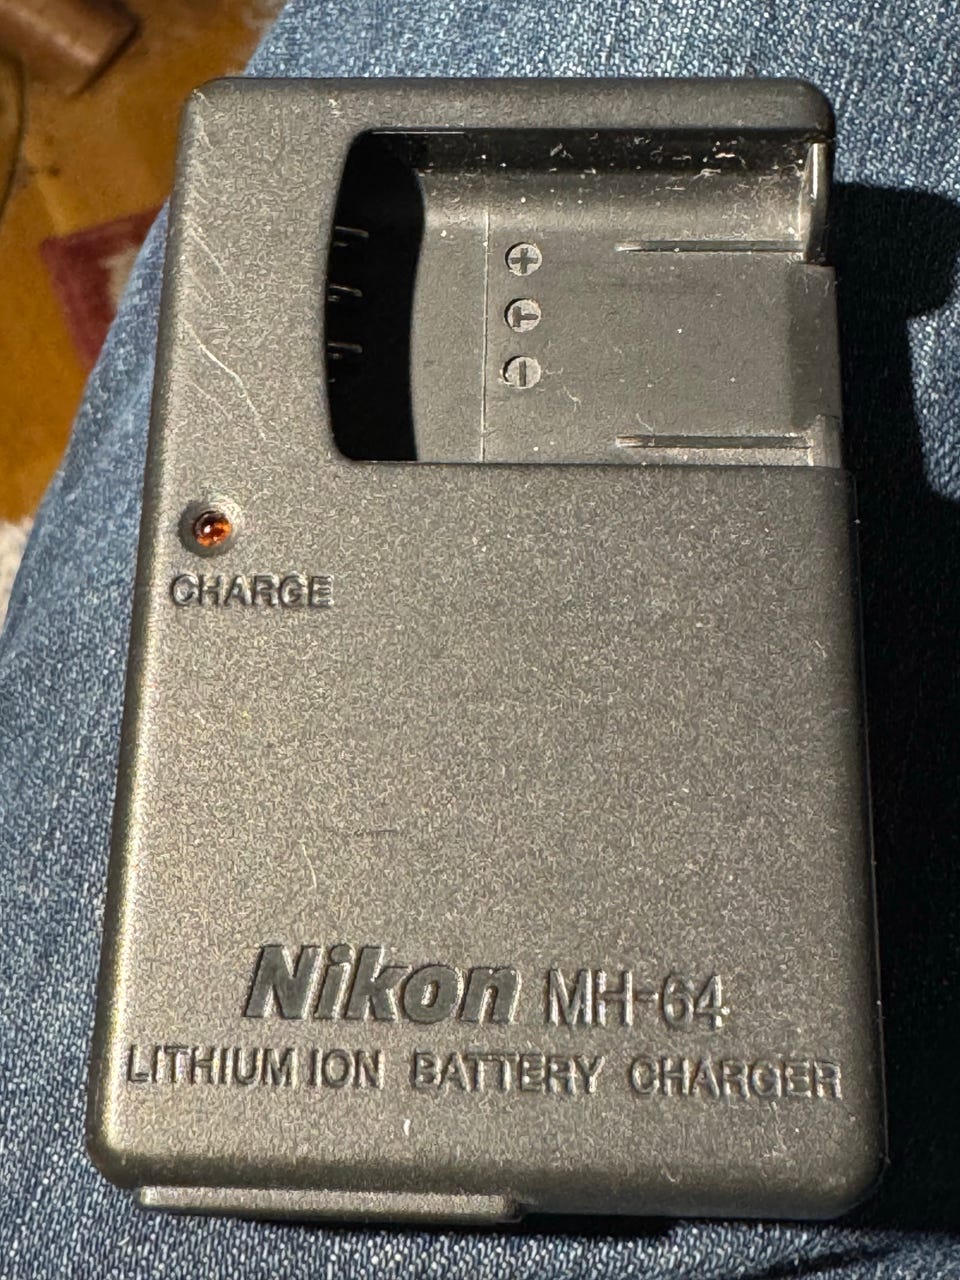 +
T
−
CHARGE
Nikon MH-64
LITHIUM ION BATTERY CHARGER